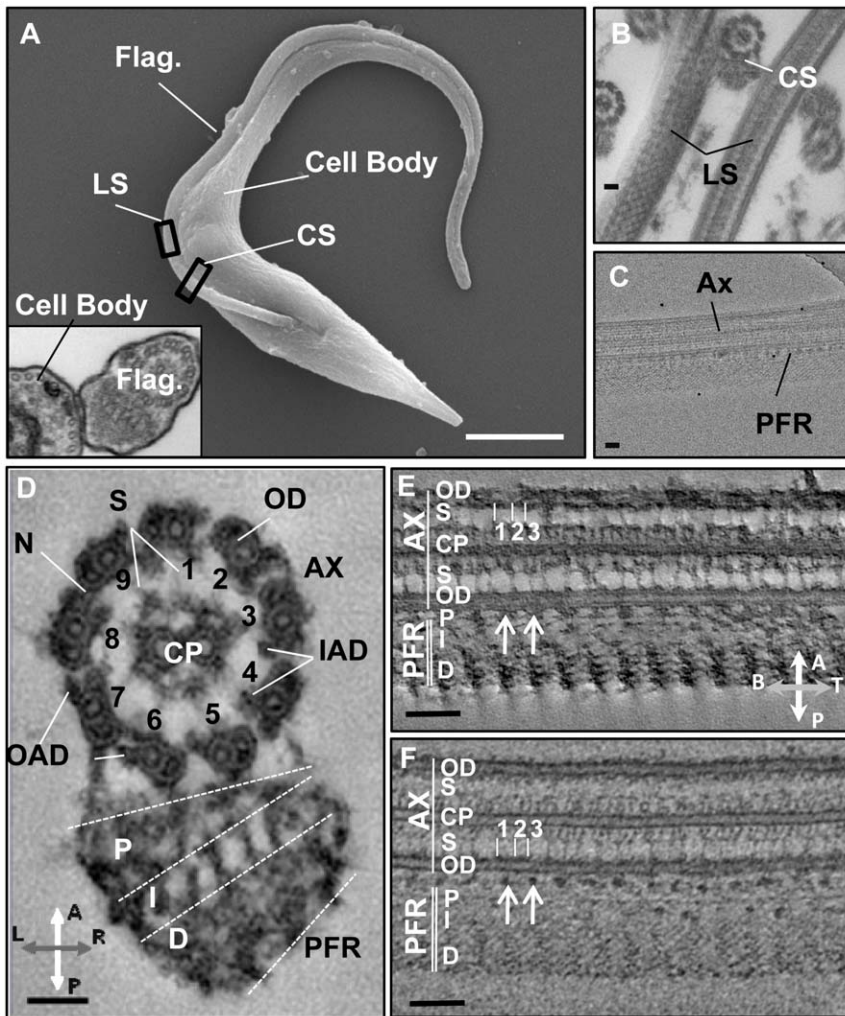 A
Flag.
Cell Body
LS
CS
Cell Body
Flag.
B
CS
LS
C
Ax
PFR
D
S
OD
N
AX
1
2
9
3
8
CP
IAD
4
7
5
6
OAD
P
I
D
PFR
A
L R
P
E
AX
OD
S
CP
S
OD
1 2 3
PFR
P
I
D
A
B T
P
F
AX
OD
S
CP
S
OD
1 2 3
PFR
P
I
D